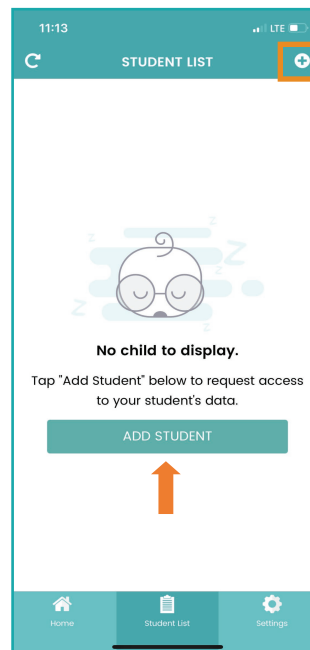 11:13
LTE
STUDENT LIST
z
z
Z
z
Z
z
No child to display.
Tap "Add Student" below to request access
to your student's data.
ADD STUDENT
Home
Student List
Settings